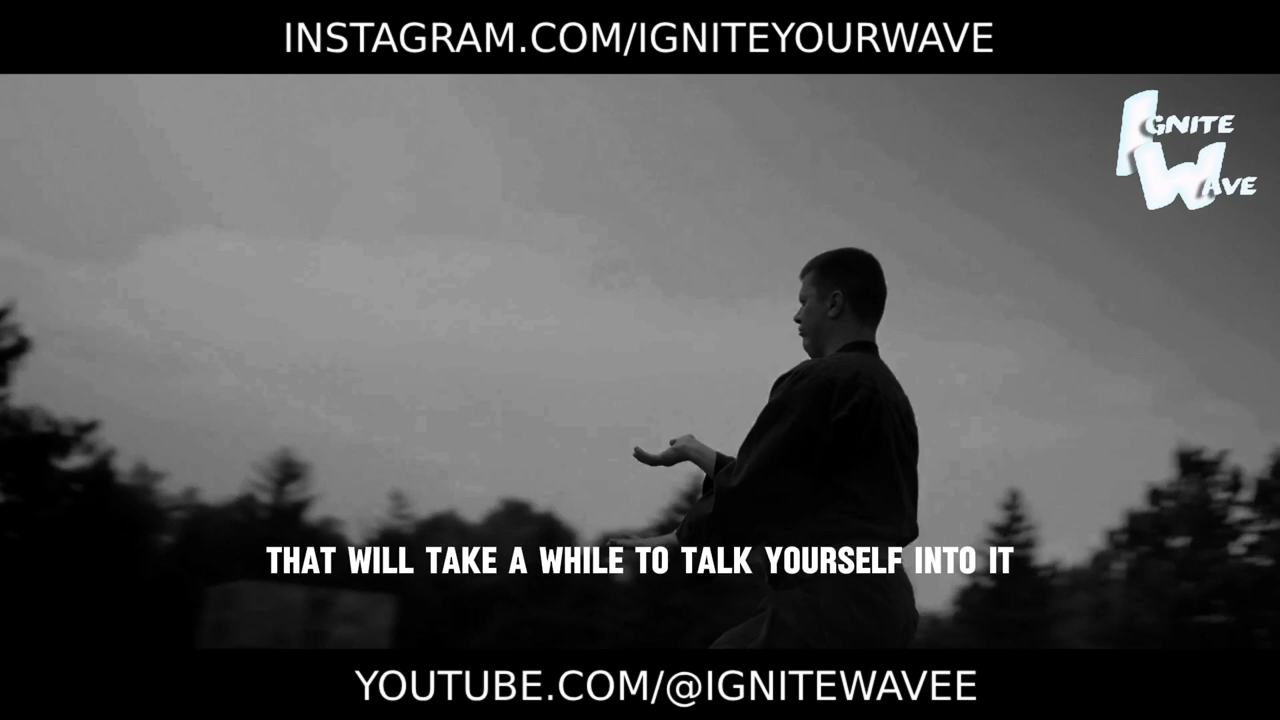 INSTAGRAM.COM/IGNITEYOURWAVE
IGNITE
WAVE
THAT WILL TAKE A WHILE TO TALK YOURSELF INTO IT
YOUTUBE.COM/@IGNITEWAVEE